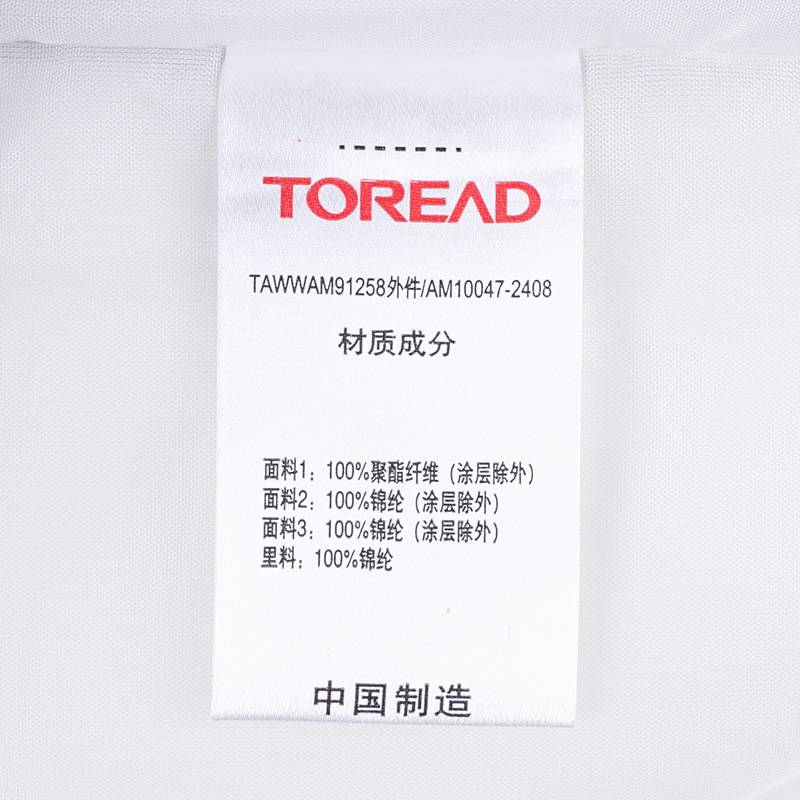 TOREAD
TAWWAM91258外件/AM10047-2408
材质成分
面料1：100%聚酯纤维（涂层除外）
面料2：100%锦纶（涂层除外）
面料3：100%锦纶（涂层除外）
里料：100%锦纶
中国制造